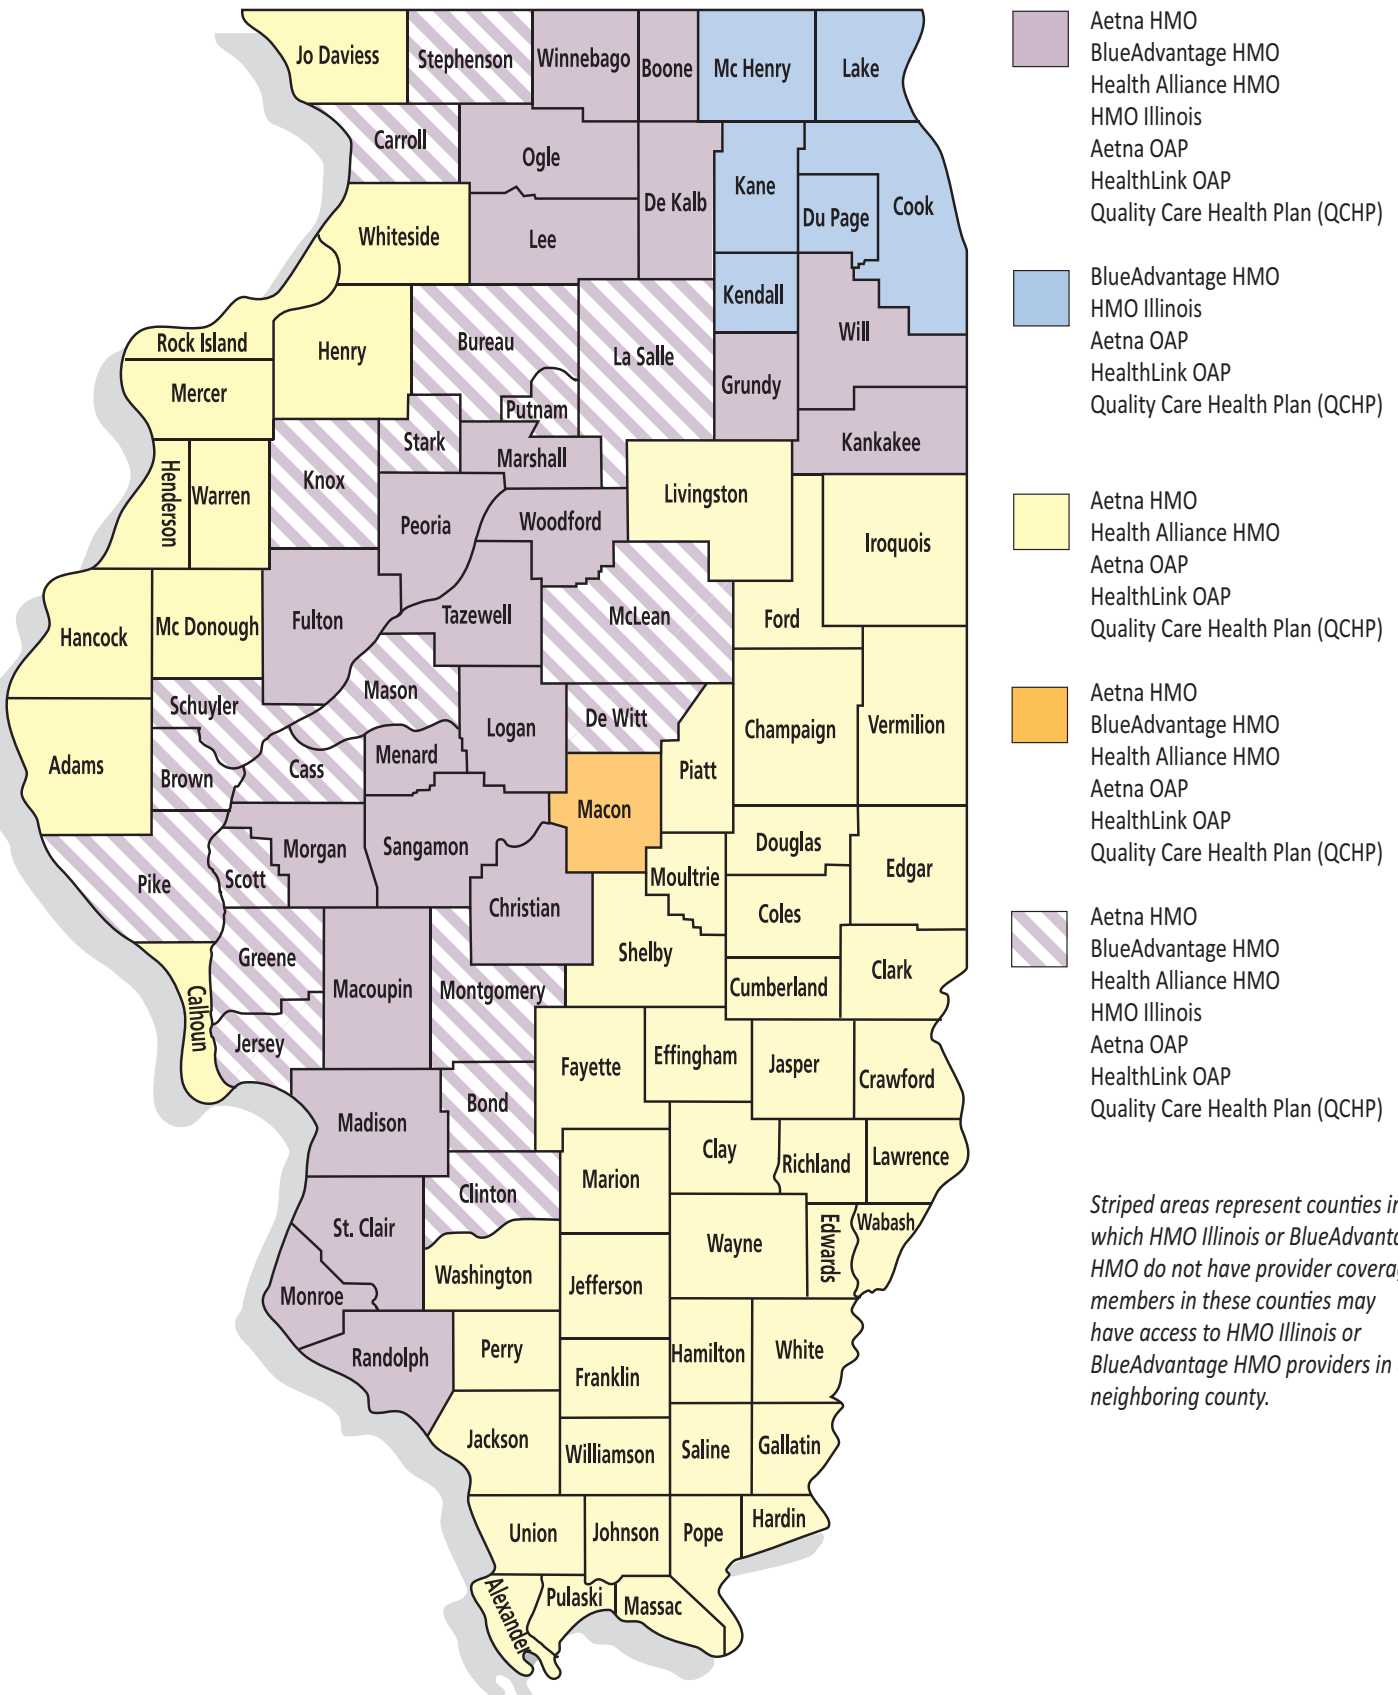 Jo Daviess
Stephenson
Winnebago
Boone
Mc Henry
Lake
Carroll
Ogle
De Kalb
Kane
Du Page
Cook
Whiteside
Lee
Kendall
Will
Rock Island
Henry
Bureau
La Salle
Grundy
Mercer
Putnam
Kankakee
Stark
Marshall
Henderson
Warren
Knox
Livingston
Peoria
Woodford
Iroquois
Hancock
Mc Donough
Fulton
Tazewell
McLean
Ford
Schuyler
Mason
Logan
De Witt
Champaign
Vermilion
Adams
Brown
Cass
Menard
Piatt
Macon
Pike
Scott
Morgan
Sangamon
Douglas
Edgar
Moultrie
Christian
Coles
Shelby
Greene
Macoupin
Montgomery
Cumberland
Clark
Calhoun
Jersey
Fayette
Effingham
Jasper
Crawford
Madison
Bond
Clay
Richland
Lawrence
Marion
Clinton
St. Clair
Wayne
Edwards
Wabash
Washington
Jefferson
Monroe
Randolph
Perry
Franklin
Hamilton
White
Jackson
Williamson
Saline
Gallatin
Union
Johnson
Pope
Hardin
Alexander
Pulaski
Massac
Aetna HMO
BlueAdvantage HMO
Health Alliance HMO
HMO Illinois
Aetna OAP
HealthLink OAP
Quality Care Health Plan (QCHP)
BlueAdvantage HMO
HMO Illinois
Aetna OAP
HealthLink OAP
Quality Care Health Plan (QCHP)
Aetna HMO
Health Alliance HMO
Aetna OAP
HealthLink OAP
Quality Care Health Plan (QCHP)
Aetna HMO
BlueAdvantage HMO
Health Alliance HMO
Aetna OAP
HealthLink OAP
Quality Care Health Plan (QCHP)
Aetna HMO
BlueAdvantage HMO
Health Alliance HMO
HMO Illinois
Aetna OAP
HealthLink OAP
Quality Care Health Plan (QCHP)
Striped areas represent counties in
which HMO Illinois or BlueAdvanta
HMO do not have provider covera
members in these counties may
have access to HMO Illinois or
BlueAdvantage HMO providers in
neighboring county.